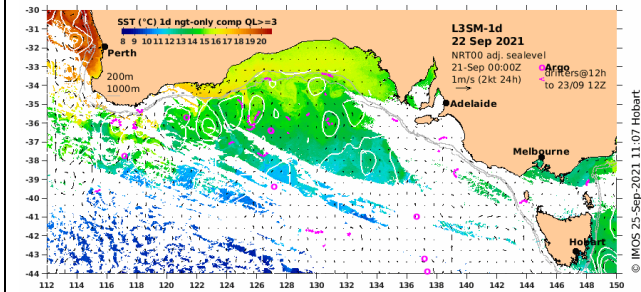 SST (°C) 1d ngt-only comp QL>=3
8 9 10 11 12 13 14 15 16 17 18 19 20
L3SM-1d
22 Sep 2021
NRT00 adj. sealevel
21-Sep 00:00Z
1m/s (2kt 24h)
Argo
drifters@12h
to 23/09 12Z
Perth
200m
1000m
Adelaide
Melbourne
Hobart
-30
-31
-32
-33
-34
-35
-36
-37
-38
-39
-40
-41
-42
-43
-44
112 114 116 118 120 122 124 126 128 130 132 134 136 138 140 142 144 146 148 150
© IMOS 25-Sep-2021 11:07 Hobart